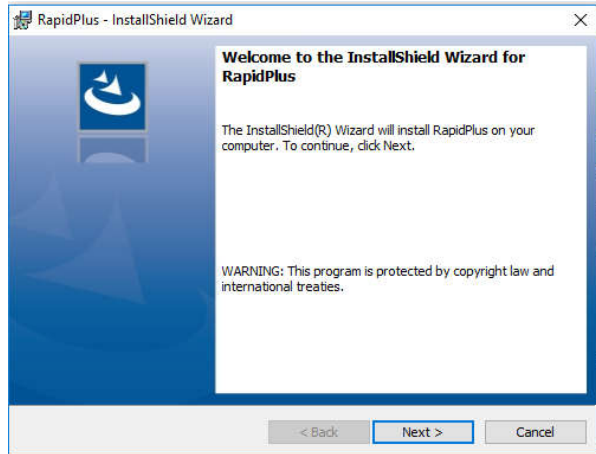 RapidPlus - InstallShield Wizard
Welcome to the InstallShield Wizard for
RapidPlus
The InstallShield(R) Wizard will install RapidPlus on your
computer. To continue, click Next.
WARNING: This program is protected by copyright law and
international treaties.
< Back
Next >
Cancel